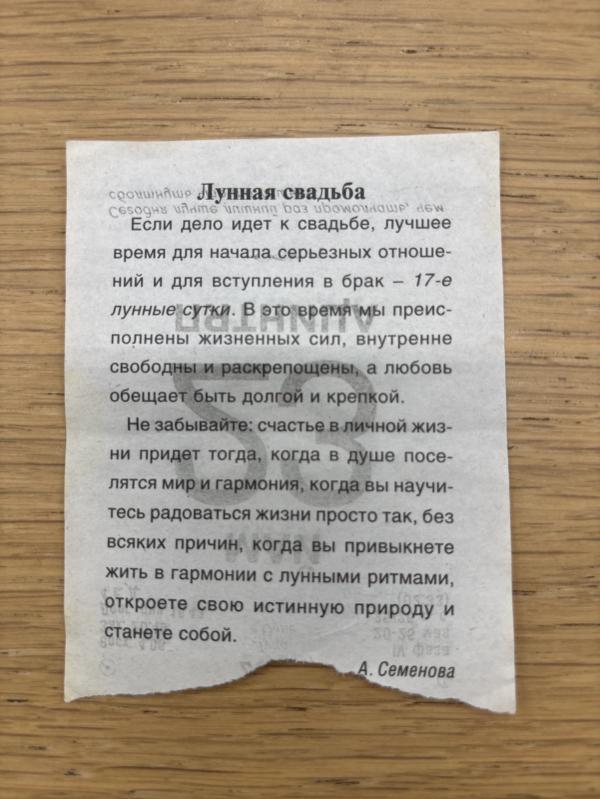 Лунная свадьба
Если дело идет к свадьбе, лучшее
время для начала серьезных отноше-
ний и для вступления в брак – 17-е
лунные сутки. В это время мы преис-
полнены жизненных сил, внутренне
свободны и раскрепощены, а любовь
обещает быть долгой и крепкой.
Не забывайте: счастье в личной жиз-
ни придет тогда, когда в душе посе-
лятся мир и гармония, когда вы научи-
тесь радоваться жизни просто так, без
всяких причин, когда вы привыкнете
жить в гармонии с лунными ритмами,
откроете свою истинную природу и
станете собой.
А. Семенова